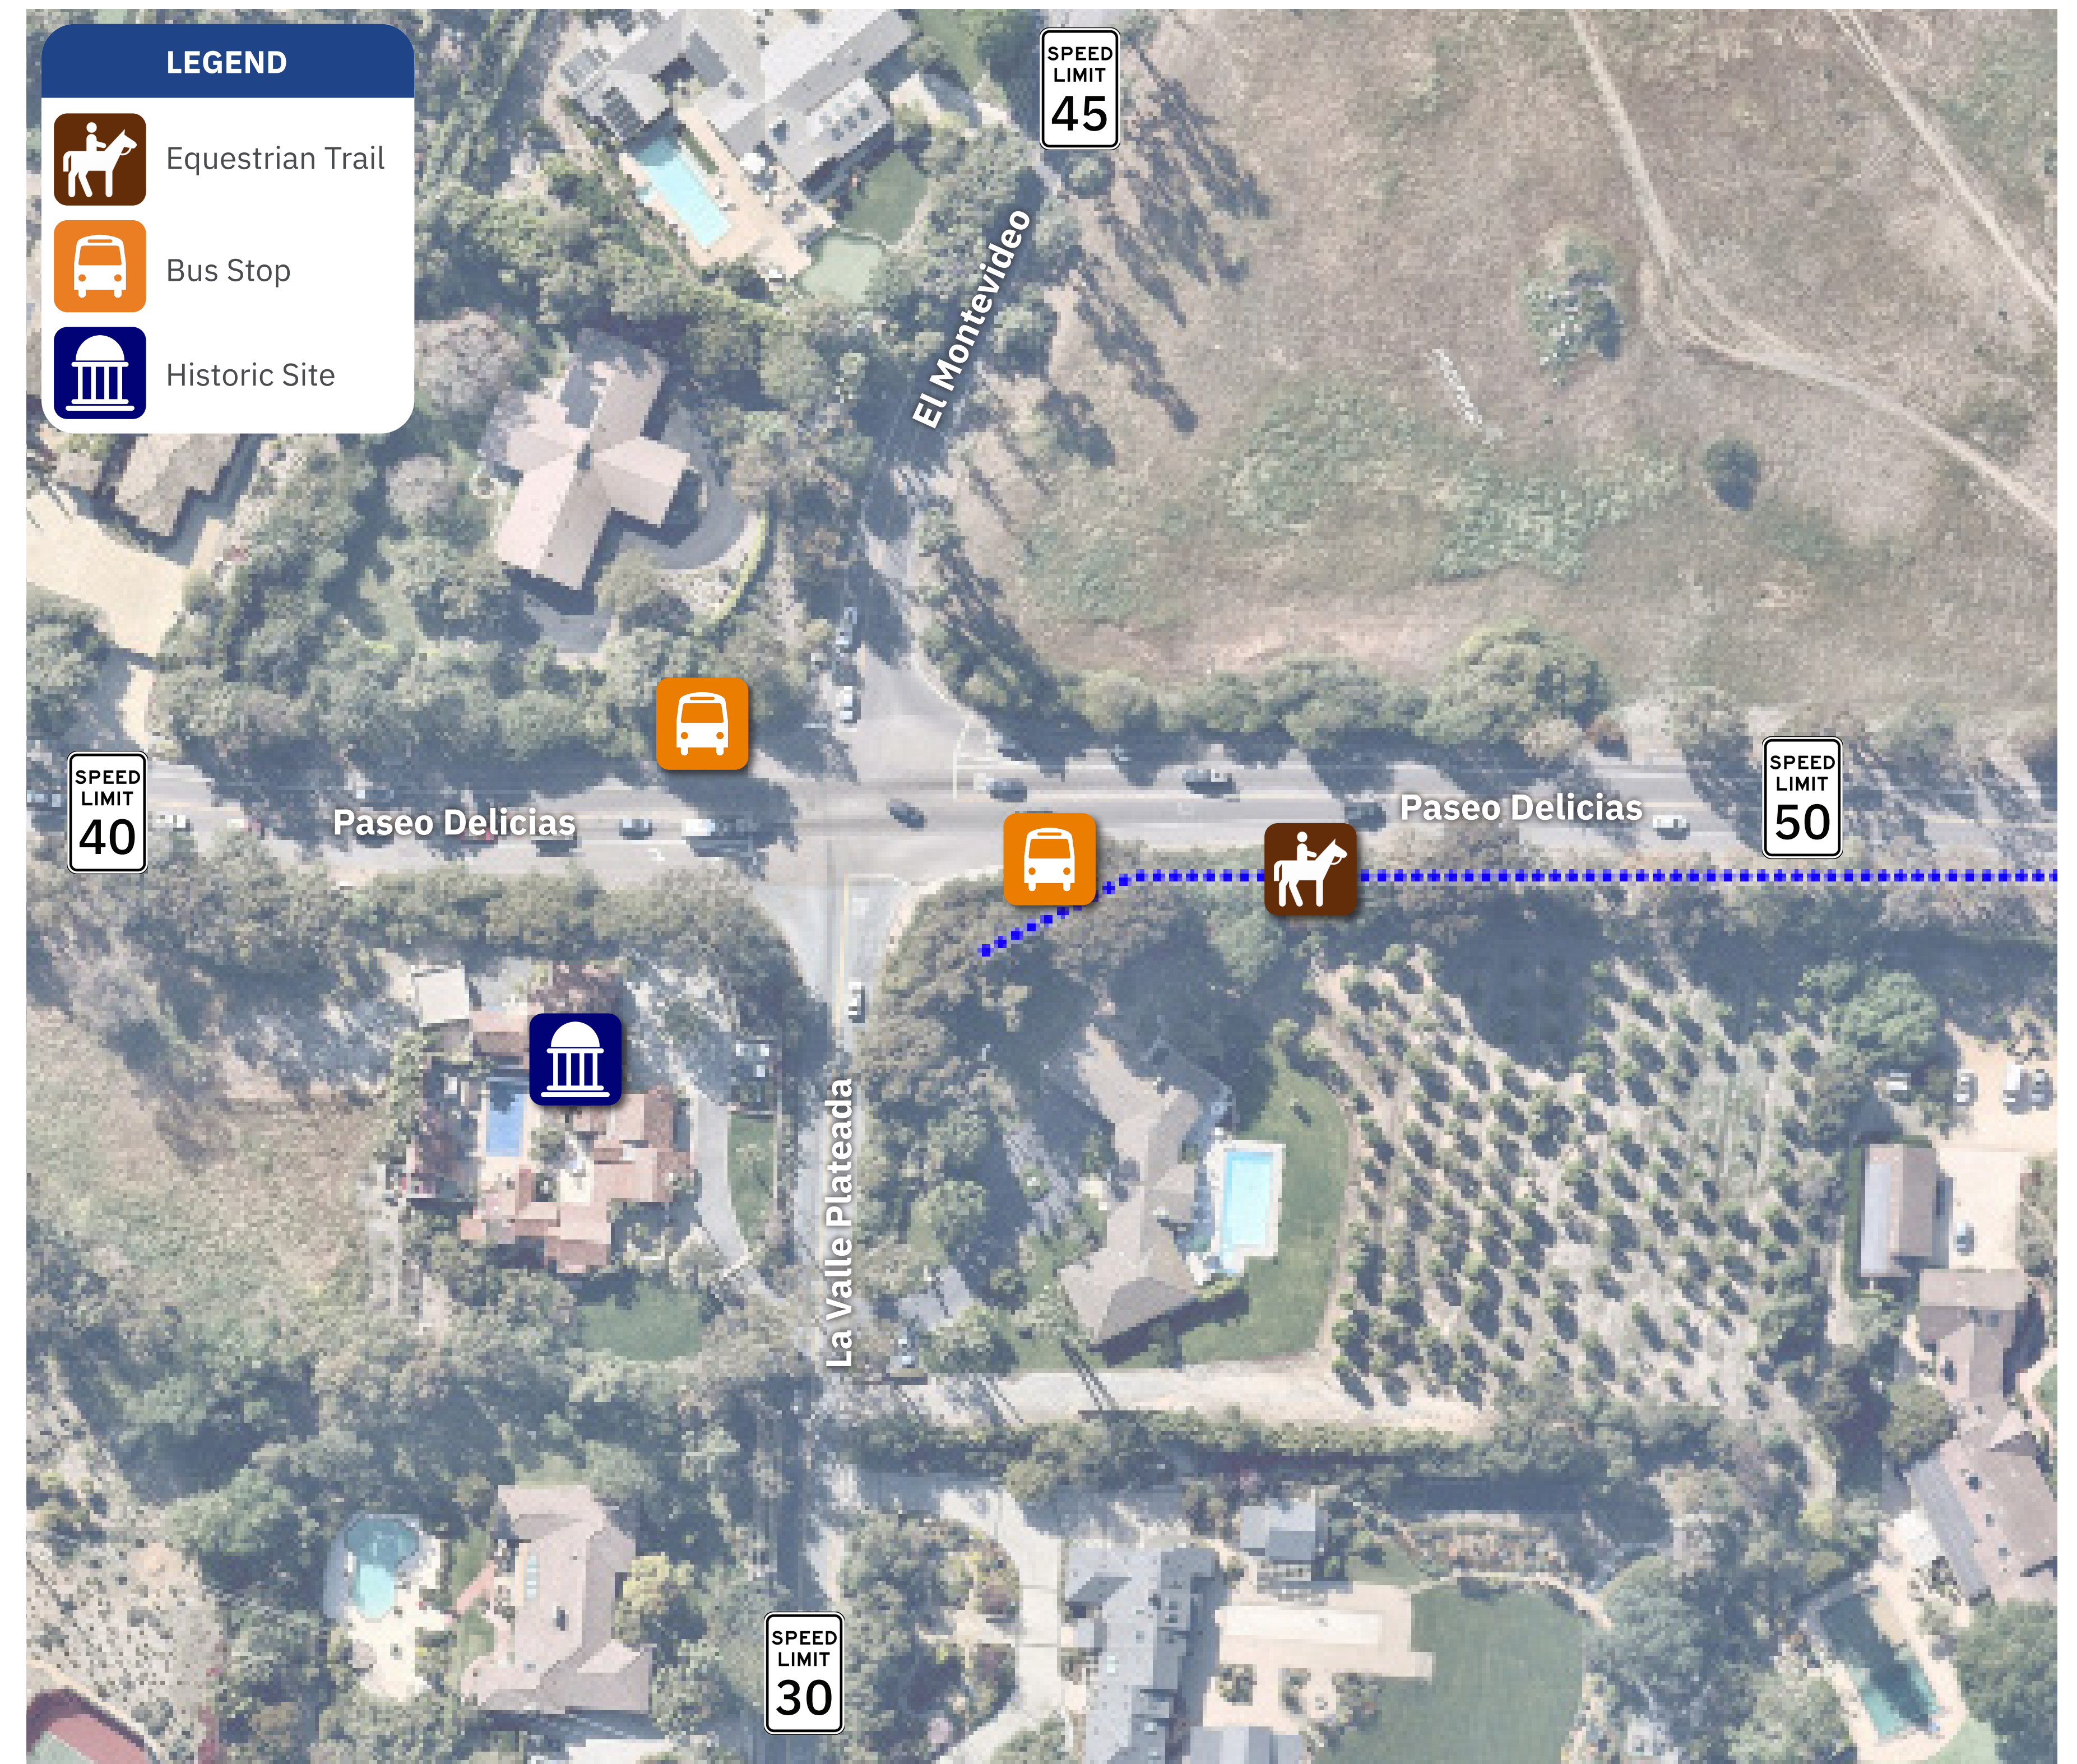 LEGEND
Equestrian Trail
Bus Stop
Historic Site
SPEED
LIMIT
45
El Montevideo
SPEED
LIMIT
40
Paseo Delicias
Paseo Delicias
SPEED
LIMIT
50
La Valle Plateada
SPEED
LIMIT
30